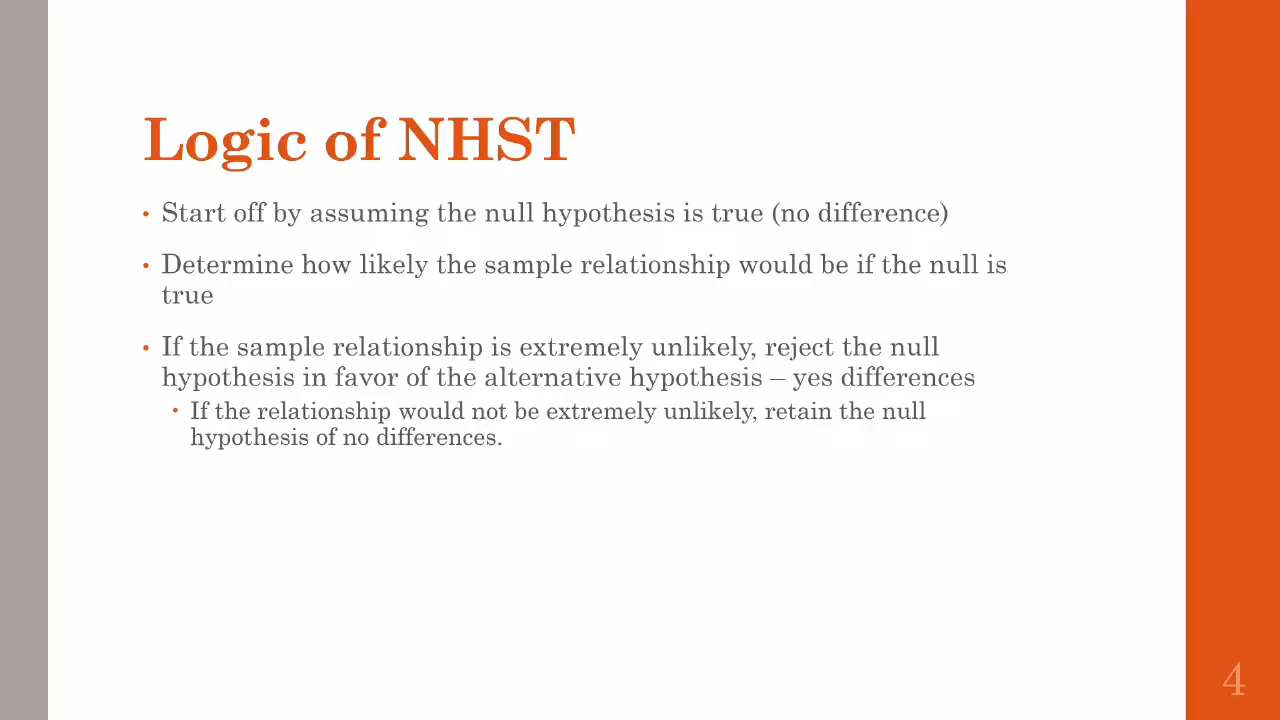 Logic of NHST
• Start off by assuming the null hypothesis is true (no difference)
• Determine how likely the sample relationship would be if the null is
true
• If the sample relationship is extremely unlikely, reject the null
hypothesis in favor of the alternative hypothesis – yes differences
• If the relationship would not be extremely unlikely, retain the null
hypothesis of no differences.
4